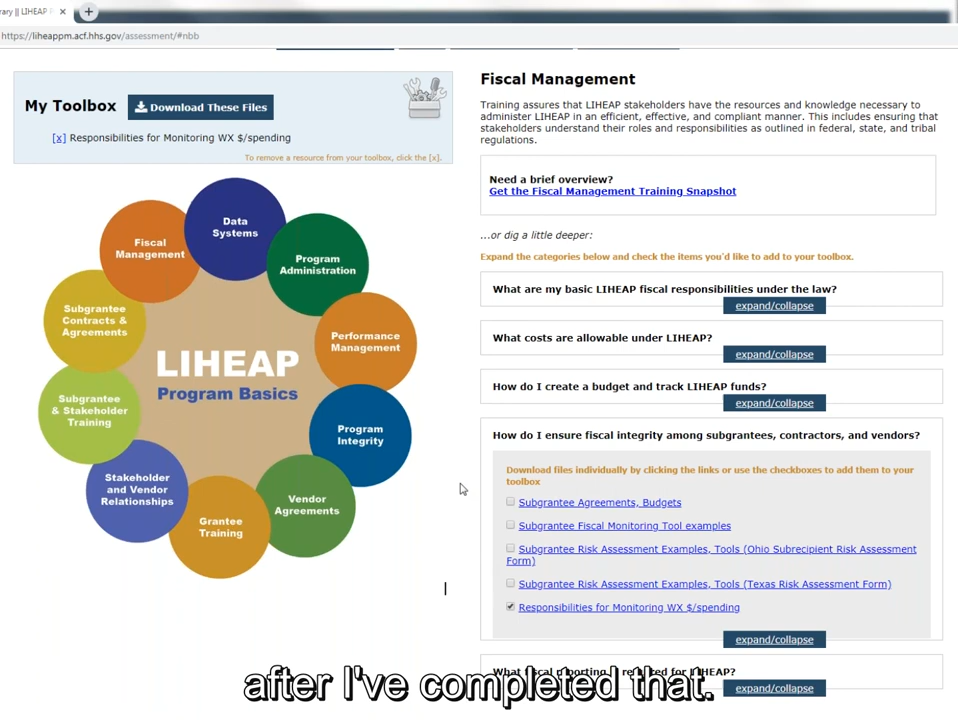 rary || LIHEAP P
https://liheappm.acf.hhs.gov/assessment/#nbb
My Toolbox
Download These Files
[x] Responsibilities for Monitoring WX $/spending
To remove a resource from your toolbox, click the [x].
Data
Systems
Program
Administration
Performance
Management
Program
Integrity
Vendor
Agreements
Grantee
Training
Stakeholder
and Vendor
Relationships
Subgrantee
& Stakeholder
Training
Subgrantee
Contracts &
Agreements
Fiscal
Management
LIHEAP
Program Basics
Fiscal Management
Training assures that LIHEAP stakeholders have the resources and knowledge necessary to
administer LIHEAP in an efficient, effective, and compliant manner. This includes ensuring that
stakeholders understand their roles and responsibilities as outlined in federal, state, and tribal
regulations.
Need a brief overview?
Get the Fiscal Management Training Snapshot
...or dig a little deeper:
Expand the categories below and check the items you'd like to add to your toolbox.
What are my basic LIHEAP fiscal responsibilities under the law?
expand/collapse
What costs are allowable under LIHEAP?
expand/collapse
How do I create a budget and track LIHEAP funds?
expand/collapse
How do I ensure fiscal integrity among subgrantees, contractors, and vendors?
Download files individually by clicking the links or use the checkboxes to add them to your
toolbox
Subgrantee Agreements, Budgets
Subgrantee Fiscal Monitoring Tool examples
Subgrantee Risk Assessment Examples, Tools (Ohio Subrecipient Risk Assessment
Form)
Subgrantee Risk Assessment Examples, Tools (Texas Risk Assessment Form)
Responsibilities for Monitoring WX $/spending
expand/collapse
What fiscal reporting is required for LIHEAP?
expand/collapse
after I've completed that.